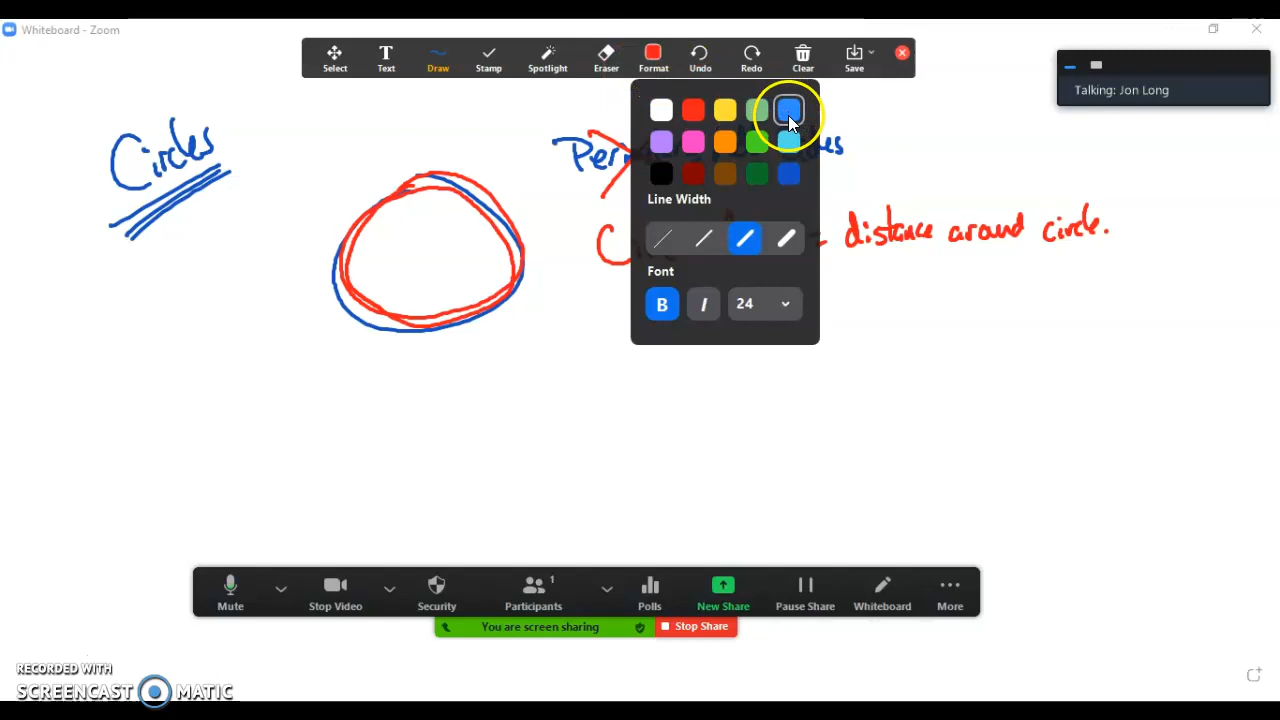 Whiteboard - Zoom
Select Text Draw Stamp Spotlight Eraser Format Undo Redo Clear Save
Talking: Jon Long
Circles
distance around circle.
Line Width
Font
B I 24
Mute Stop Video Security Participants 1 Polls New Share Pause Share Whiteboard More
You are screen sharing Stop Share
RECORDED WITH
SCREENCAST MATIC